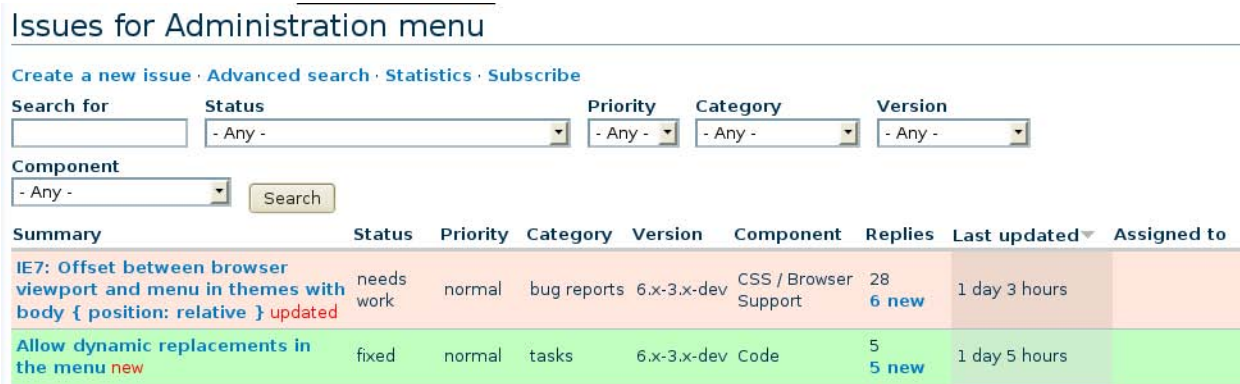 Issues for Administration menu
Create a new issue · Advanced search · Statistics · Subscribe
Search for Status Priority Category Version
- Any - - Any - - Any - - Any -
Component
- Any - Search
Summary Status Priority Category Version Component Replies Last updated Assigned to
IE7: Offset between browser
viewport and menu in themes with
body { position: relative } updated
needs
work
normal
bug reports
6.x-3.x-dev
CSS / Browser
Support
28
6 new
1 day 3 hours
Allow dynamic replacements in
the menu new
fixed
normal
tasks
6.x-3.x-dev
Code
5
5 new
1 day 5 hours